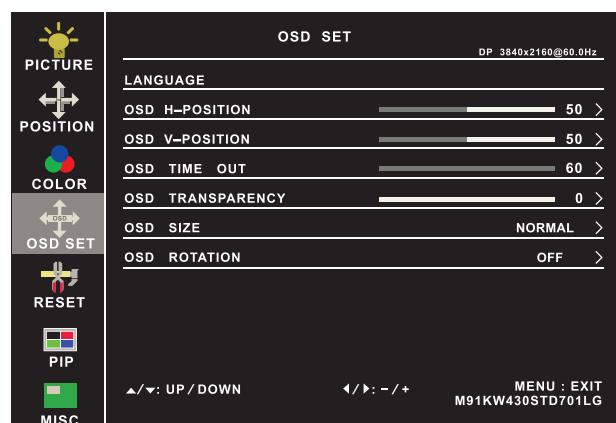 OSD SET
DP 3840x2160@60.0Hz
PICTURE
POSITION
COLOR
OSD
OSD SET
RESET
PIP
MISC
LANGUAGE
OSD H–POSITION 50 >
OSD V–POSITION 50 >
OSD TIME OUT 60 >
OSD TRANSPARENCY 0 >
OSD SIZE NORMAL >
OSD ROTATION OFF >
▲/▼: UP/DOWN ◀/▶: –/+ MENU : EXIT
M91KW430STD701LG